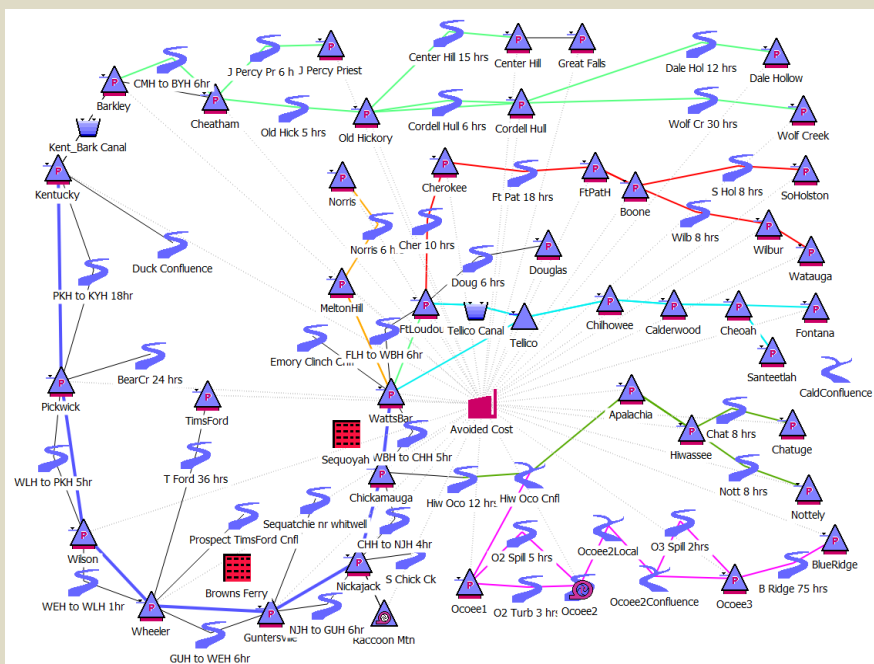 J Percy Pr 6 h
J Percy Priest
Center Hill 15 hrs
Center Hill
Great Falls
Dale Hol 12 hrs
Dale Hollow
Barkley
CMH to BYH 6hr
Cheatham
Old Hick 5 hrs
Old Hickory
Cordell Hull 6 hrs
Cordell Hull
Wolf Cr 30 hrs
Wolf Creek
Kent_Bark Canal
Kentucky
Norris
Cherokee
Ft Pat 18 hrs
FtPatH
Boone
S Hol 8 hrs
SoHolston
Norris 6 hrs
Cher 10 hrs
Wilb 8 hrs
Wilbur
Watauga
Duck Confluence
PKH to KYH 18hr
MeltonHill
Doug 6 hrs
Douglas
FtLoudou
Tellico Canal
Tellico
Chilhowee
Calderwood
Cheoah
Fontana
Emory Clinch Cnfl
FLH to WBH 6hr
Santeetlah
CaldConfluence
BearCr 24 hrs
Pickwick
TimsFord
WattsBar
Avoided Cost
Apalachia
Sequoyah
WBH to CHH 5hr
Hiwassee
Chat 8 hrs
Chatuge
WLH to PKH 5hr
T Ford 36 hrs
Chickamauga
Hiw Oco 12 hrs
Hiw Oco Cnfl
Nott 8 hrs
Nottely
Sequatchie nr whitwell
Prospect TimsFord Cnfl
CHH to NJH 4hr
Wilson
O2 Spill 5 hrs
Ocoee2Local
O3 Spill 2hrs
BlueRidge
Browns Ferry
Nickajack
S Chick Ck
WEH to WLH 1hr
Wheeler
Guntersville
NJH to GUH 6hr
Raccoon Mtn
Ocoee1
O2 Turb 3 hrs
Ocoee2
Ocoee2Confluence
Ocoee3
B Ridge 75 hrs
GUH to WEH 6hr